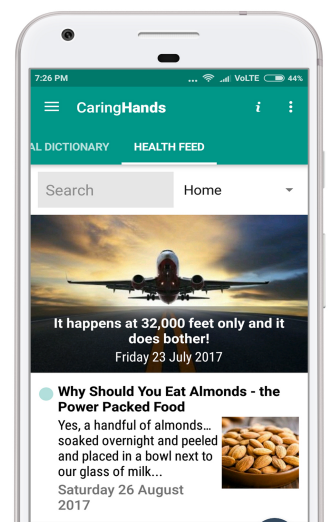 7:26 PM ... VoLTE 44%
CaringHands i
AL DICTIONARY HEALTH FEED
Search Home
It happens at 32,000 feet only and it
does bother!
Friday 23 July 2017
Why Should You Eat Almonds - the
Power Packed Food
Yes, a handful of almonds...
soaked overnight and peeled
and placed in a bowl next to
our glass of milk...
Saturday 26 August
2017